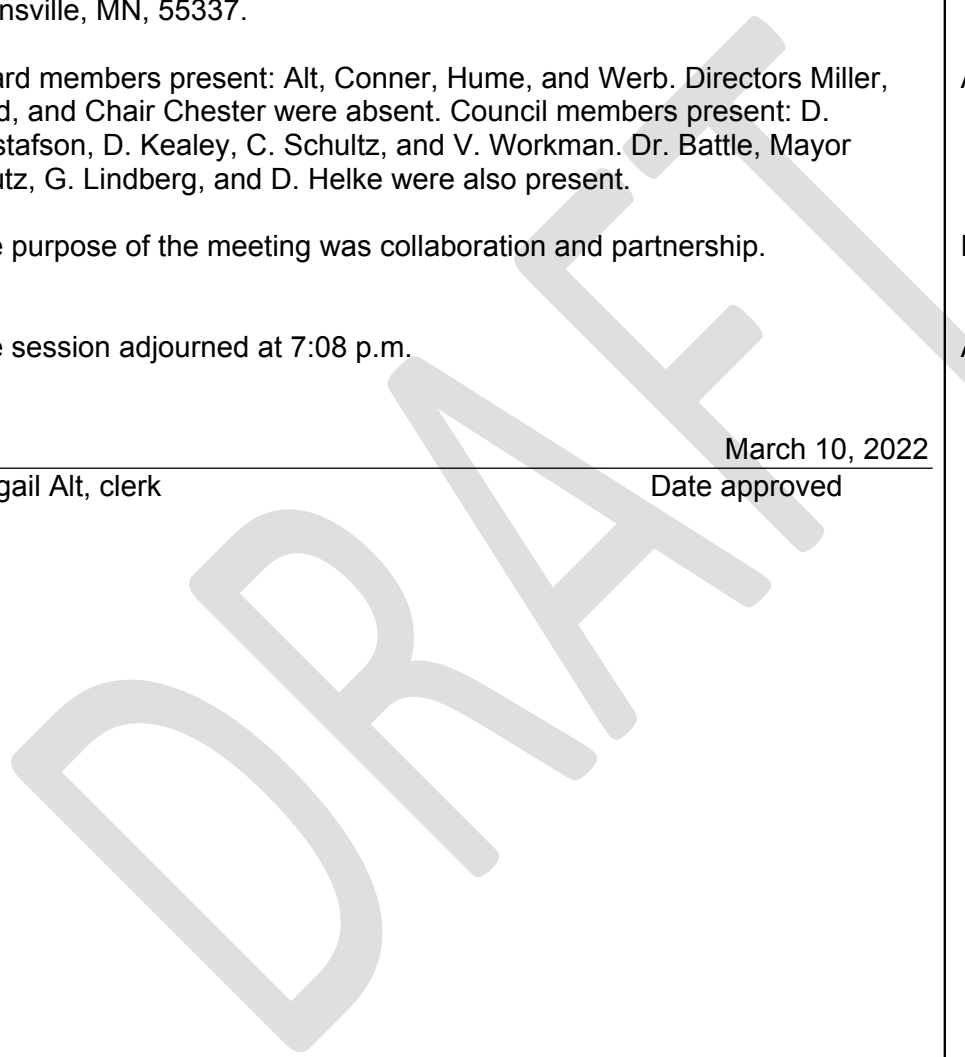 nsville, MN, 55337.
ard members present: Alt, Conner, Hume, and Werb. Directors Miller,
d, and Chair Chester were absent. Council members present: D.
stafson, D. Kealey, C. Schultz, and V. Workman. Dr. Battle, Mayor
utz, G. Lindberg, and D. Helke were also present.
e purpose of the meeting was collaboration and partnership.
e session adjourned at 7:08 p.m.
March 10, 2022
gail Alt, clerk Date approved
DRAFT